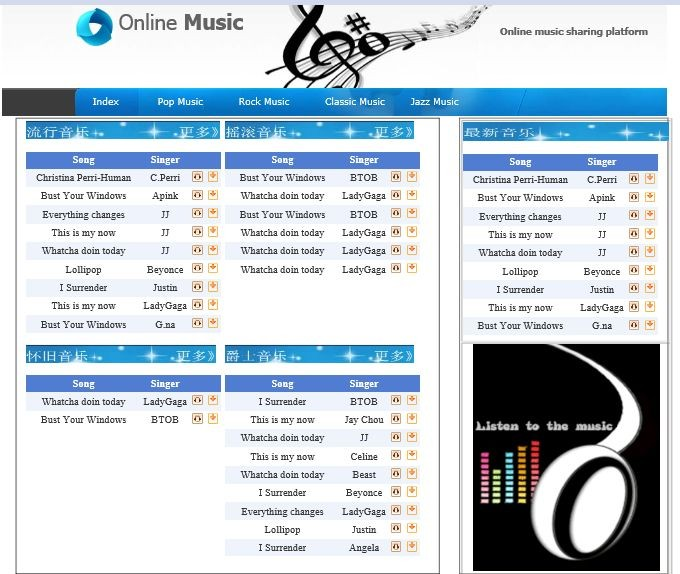 Online Music
Online music sharing platform
Index Pop Music Rock Music Classic Music Jazz Music
流行音乐 更多》
Song Singer
Christina Perri-Human C.Perri
Bust Your Windows Apink
Everything changes JJ
This is my now JJ
Whatcha doin today JJ
Lollipop Beyonce
I Surrender Justin
This is my now LadyGaga
Bust Your Windows G.na
摇滚音乐 更多》
Song Singer
Bust Your Windows BTOB
Whatcha doin today LadyGaga
Bust Your Windows BTOB
Whatcha doin today LadyGaga
Whatcha doin today LadyGaga
Whatcha doin today LadyGaga
怀旧音乐 更多》
Song Singer
Whatcha doin today LadyGaga
Bust Your Windows BTOB
爵士音乐 更多》
Song Singer
I Surrender BTOB
This is my now Jay Chou
Whatcha doin today JJ
This is my now Celine
Whatcha doin today Beast
I Surrender Beyonce
Everything changes LadyGaga
Lollipop Justin
I Surrender Angela
最新音乐
Song Singer
Christina Perri-Human C.Perri
Bust Your Windows Apink
Everything changes JJ
This is my now JJ
Whatcha doin today JJ
Lollipop Beyonce
I Surrender Justin
This is my now LadyGaga
Bust Your Windows G.na
Listen to the music